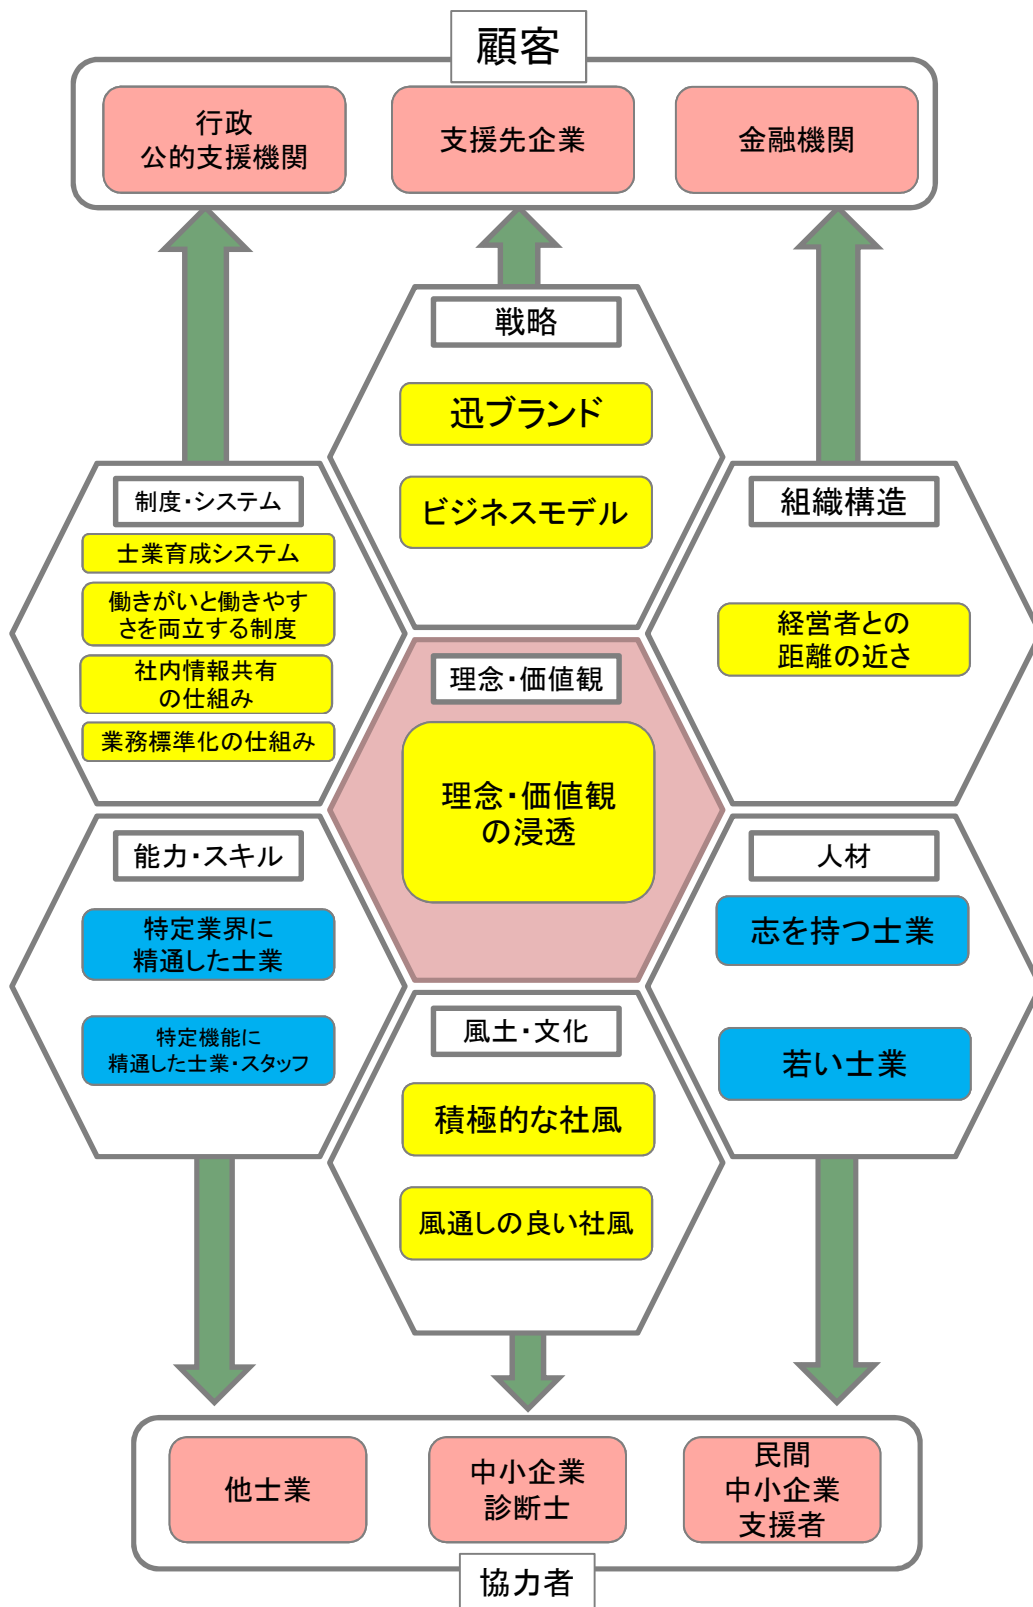 顧客
行政
公的支援機関
支援先企業
金融機関
戦略
迅ブランド
ビジネスモデル
制度・システム
士業育成システム
働きがいと働きやす
さを両立する制度
社内情報共有
の仕組み
業務標準化の仕組み
組織構造
経営者との
距離の近さ
理念・価値観
理念・価値観
の浸透
能力・スキル
特定業界に
精通した士業
特定機能に
精通した士業・スタッフ
人材
志を持つ士業
若い士業
風土・文化
積極的な社風
風通しの良い社風
他士業
中小企業
診断士
民間
中小企業
支援者
協力者